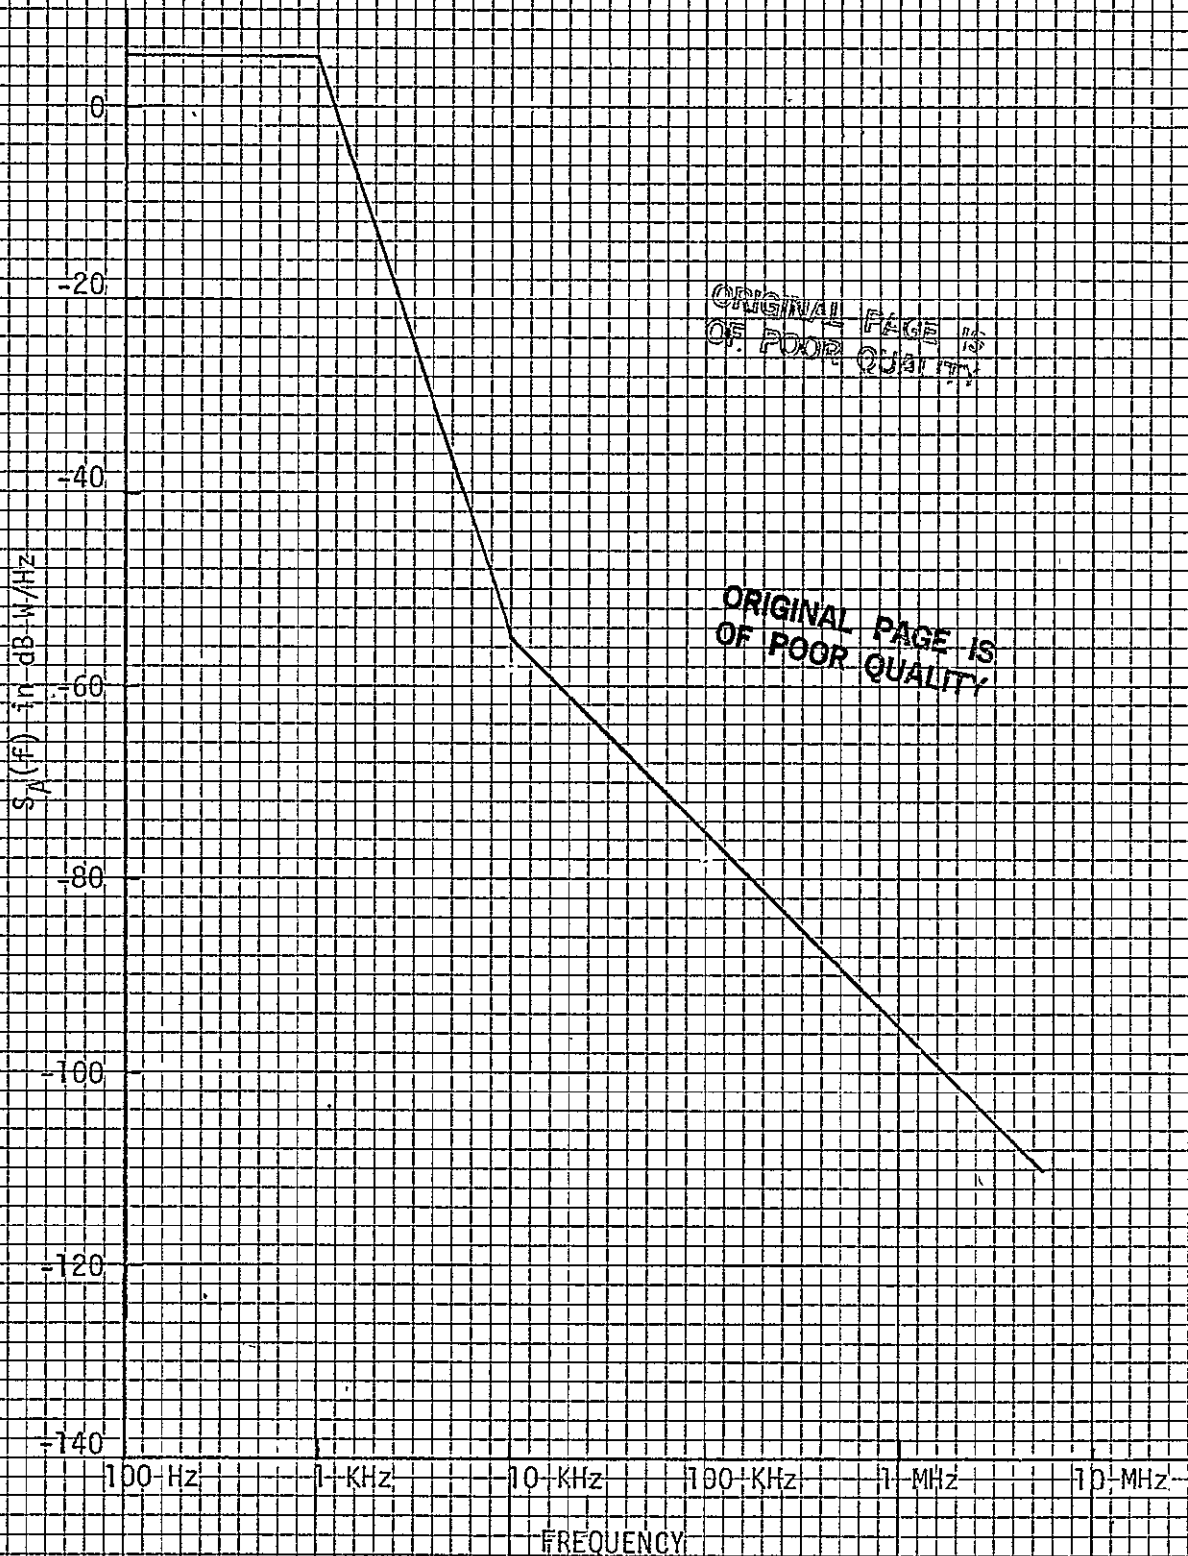 0
-20
ORIGINAL PAGE IS
OF POOR QUALITY
-40
S_A(f) in dB W/Hz
ORIGINAL PAGE IS
OF POOR QUALITY
-60
-80
-100
-120
-140
100 Hz 1 KHz 10 KHz 100 KHz 1 MHz 10 MHz
FREQUENCY